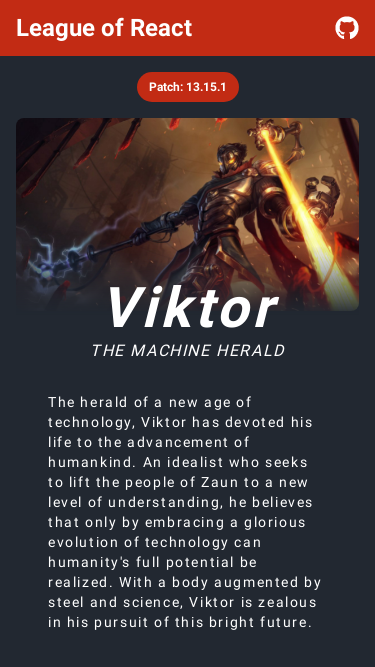 League of React
Patch: 13.15.1
Viktor
THE MACHINE HERALD
The herald of a new age of
technology, Viktor has devoted his
life to the advancement of
humankind. An idealist who seeks
to lift the people of Zaun to a new
level of understanding, he believes
that only by embracing a glorious
evolution of technology can
humanity's full potential be
realized. With a body augmented by
steel and science, Viktor is zealous
in his pursuit of this bright future.